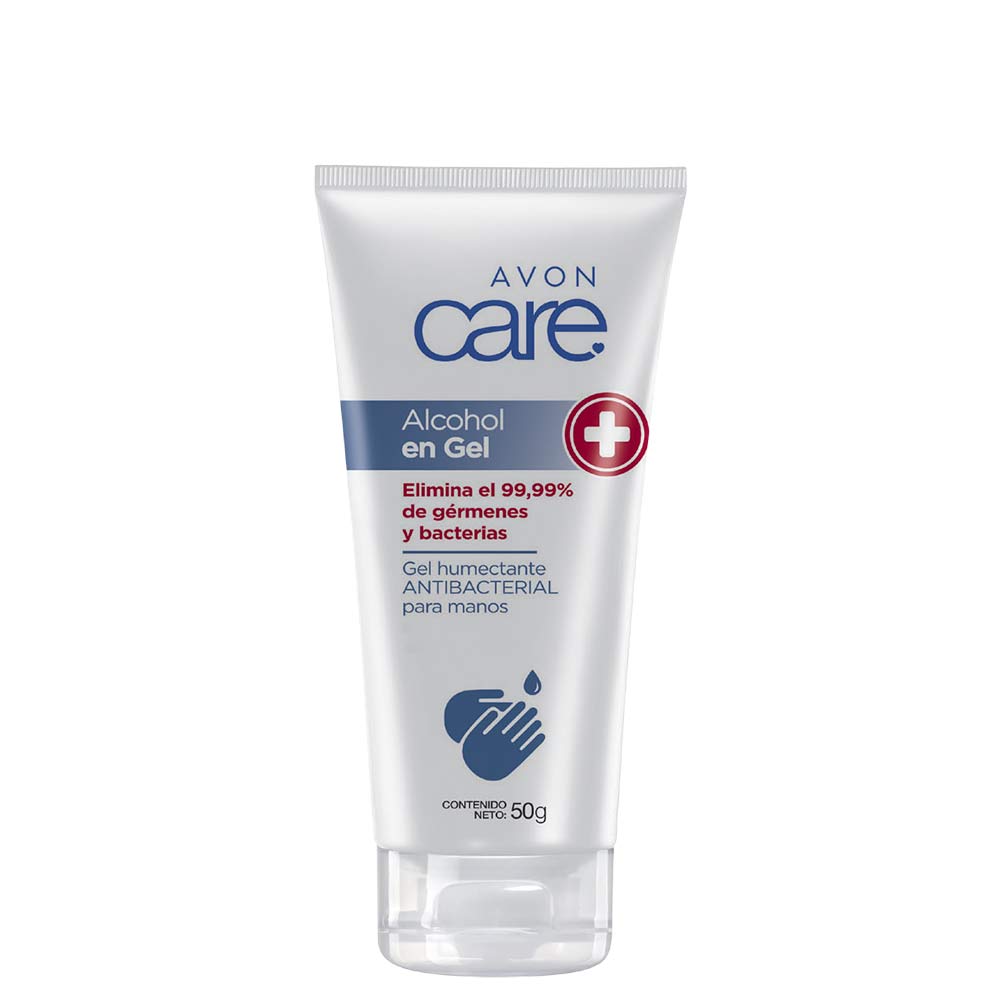 AVON
care
Alcohol
en Gel
Elimina el 99,99%
de gérmenes
y bacterias
Gel humectante
ANTIBACTERIAL
para manos
CONTENIDO
NETO: 50g